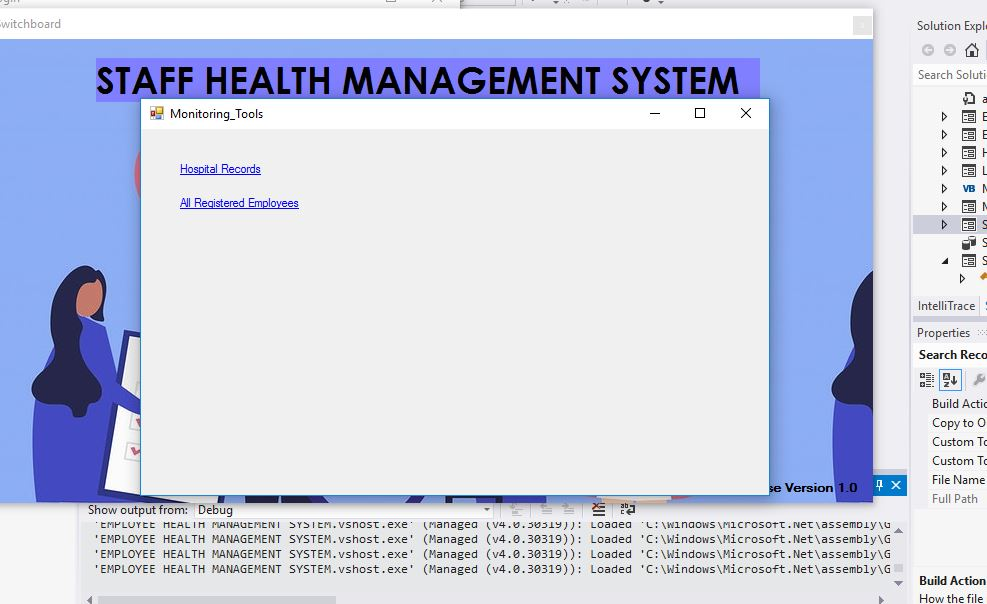 Switchboard
Solution Explo
STAFF HEALTH MANAGEMENT SYSTEM
Search Soluti
Monitoring_Tools
Hospital Records
All Registered Employees
VB
IntelliTrace
Properties
Search Reco
Build Actio
Copy to O
Custom To
Custom To
File Name
Full Path
se Version 1.0
Show output from: Debug
'EMPLOYEE HEALTH MANAGEMENT SYSTEM.vshost.exe' (Managed (v4.0.30319)): Loaded 'C:\Windows\Microsoft.Net\assembly\G
'EMPLOYEE HEALTH MANAGEMENT SYSTEM.vshost.exe' (Managed (v4.0.30319)): Loaded 'C:\Windows\Microsoft.Net\assembly\G
'EMPLOYEE HEALTH MANAGEMENT SYSTEM.vshost.exe' (Managed (v4.0.30319)): Loaded 'C:\Windows\Microsoft.Net\assembly\G
'EMPLOYEE HEALTH MANAGEMENT SYSTEM.vshost.exe' (Managed (v4.0.30319)): Loaded 'C:\Windows\Microsoft.Net\assembly\G
Build Action
How the file